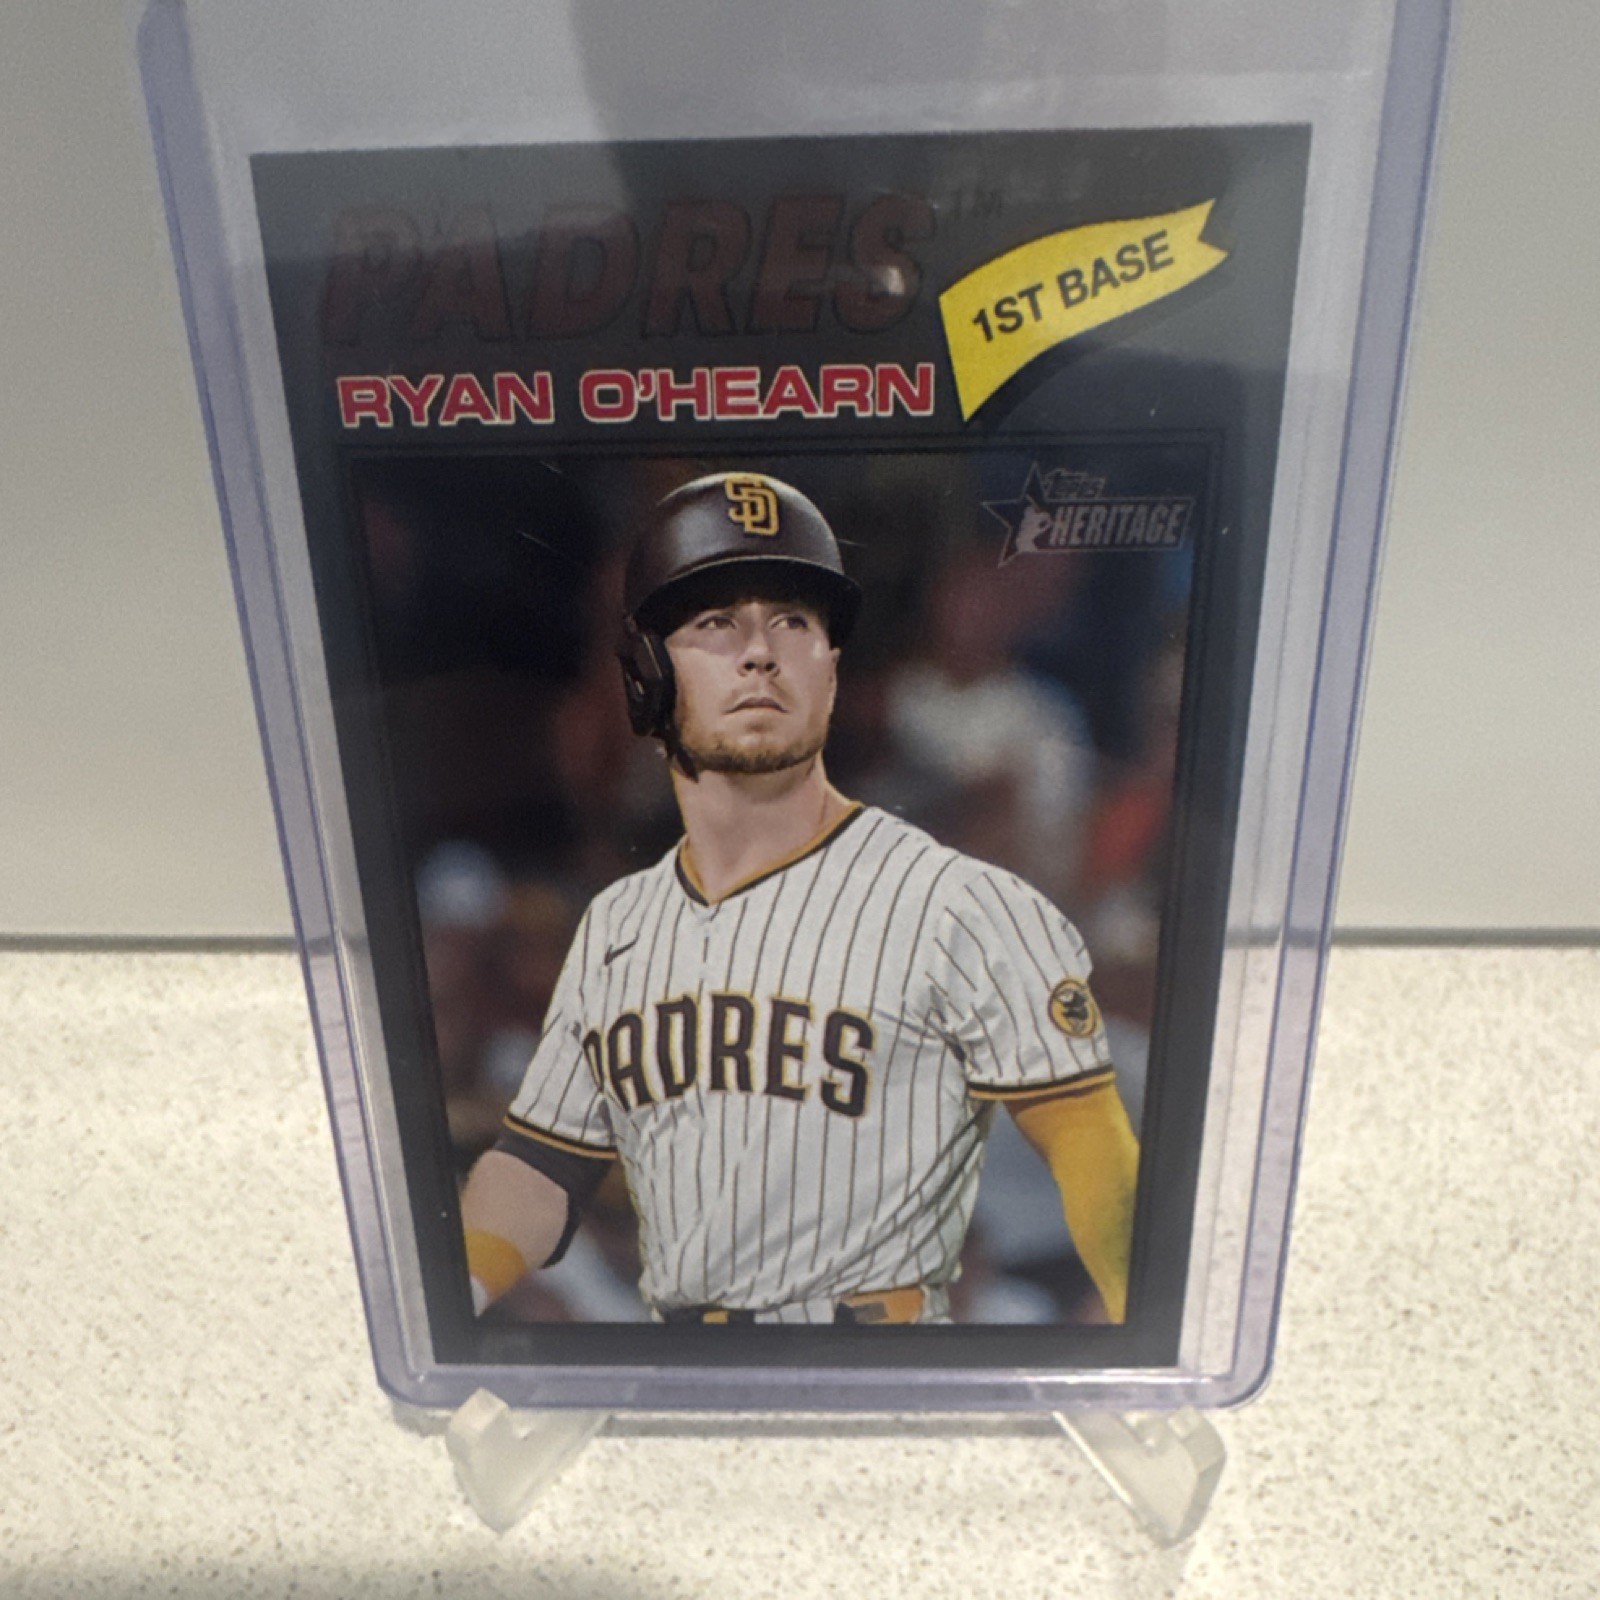 PADRES™
1ST BASE
RYAN O'HEARN
SD
Topps
HERITAGE
PADRES